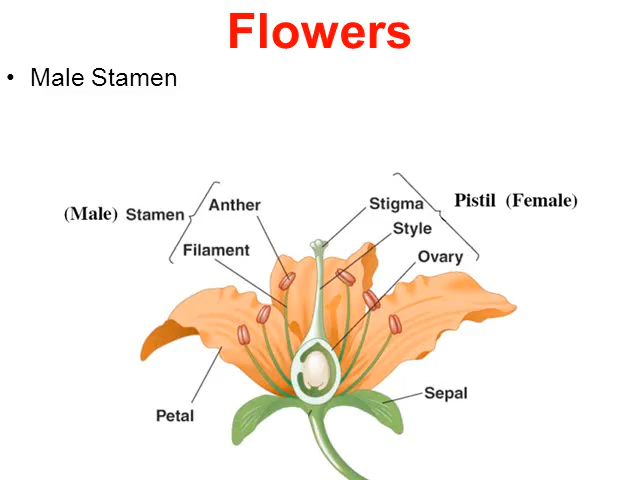 Flowers
• Male Stamen
(Male) Stamen
Anther
Filament
Stigma
Style
Ovary
Pistil (Female)
Petal
Sepal